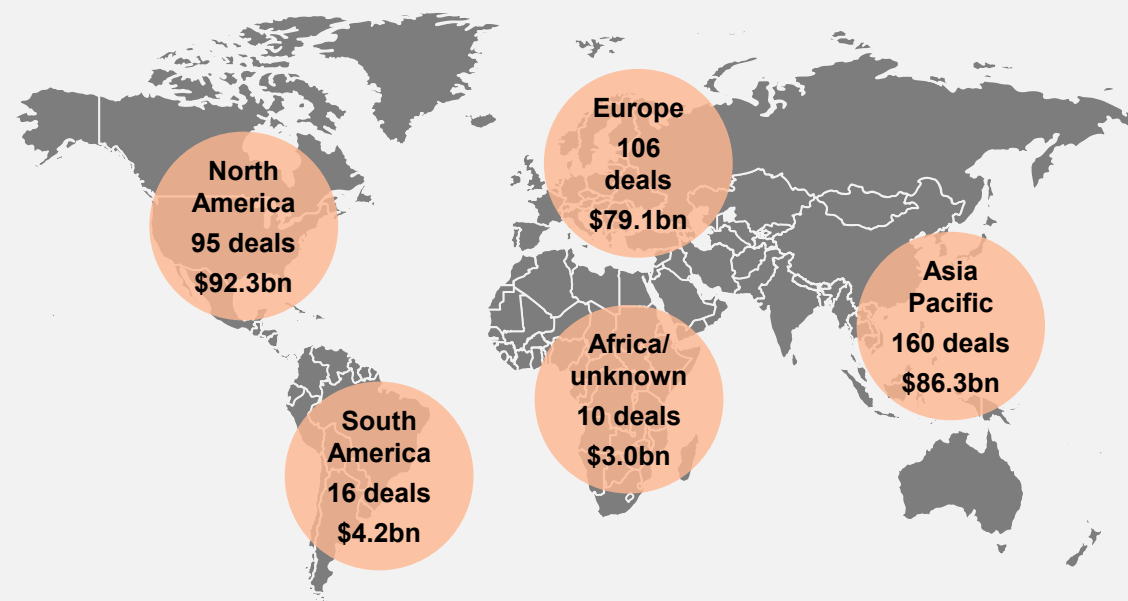 North
America
95 deals
$92.3bn
Europe
106
deals
$79.1bn
Asia
Pacific
160 deals
$86.3bn
Africa/
unknown
10 deals
$3.0bn
South
America
16 deals
$4.2bn